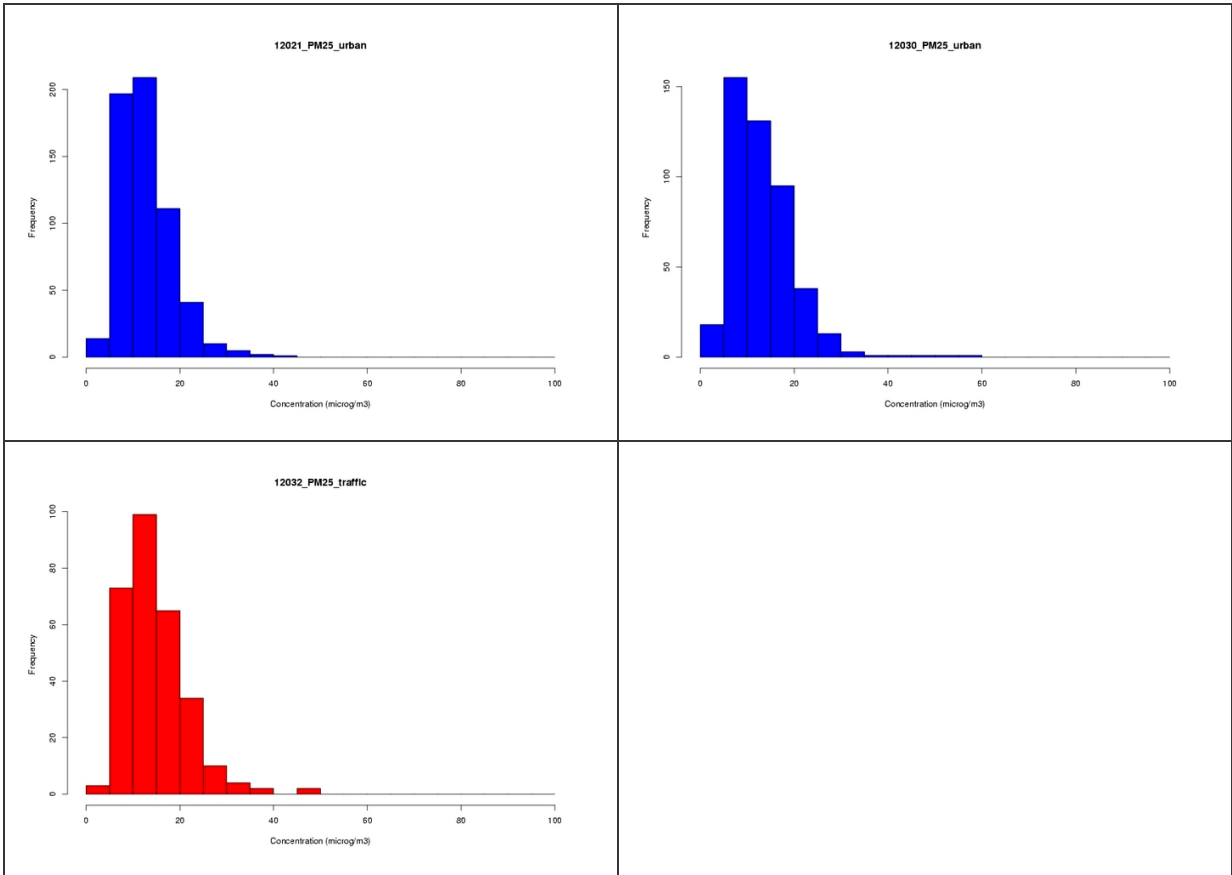 12021_PM25_urban
Frequency
200
150
100
50
0
0 20 40 60 80 100
Concentration (microg/m3)
12030_PM25_urban
Frequency
150
100
50
0
0 20 40 60 80 100
Concentration (microg/m3)
12032_PM25_traffic
Frequency
100
80
60
40
20
0
0 20 40 60 80 100
Concentration (microg/m3)